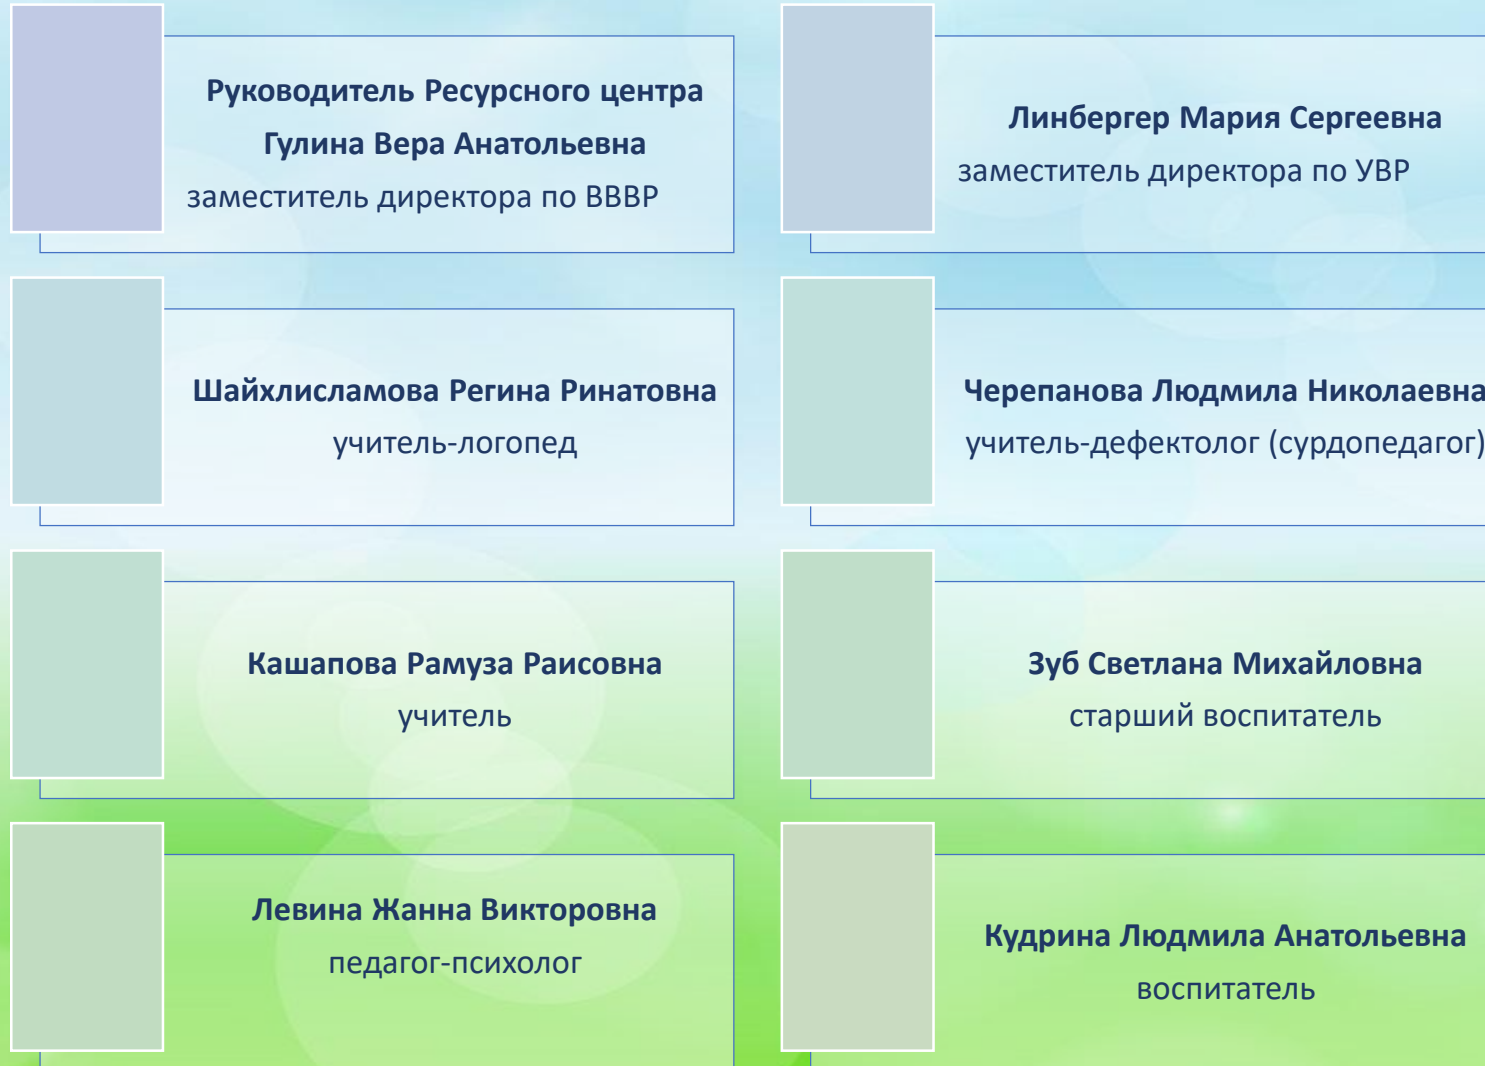 Руководитель Ресурсного центра
Гулина Вера Анатольевна
заместитель директора по ВВВР
Линбергер Мария Сергеевна
заместитель директора по УВР
Шайхлисламова Регина Ринатовна
учитель-логопед
Черепанова Людмила Николаевна
учитель-дефектолог (сурдопедагог)
Кашапова Рамуза Раисовна
учитель
Зуб Светлана Михайловна
старший воспитатель
Левина Жанна Викторовна
педагог-психолог
Кудрина Людмила Анатольевна
воспитатель